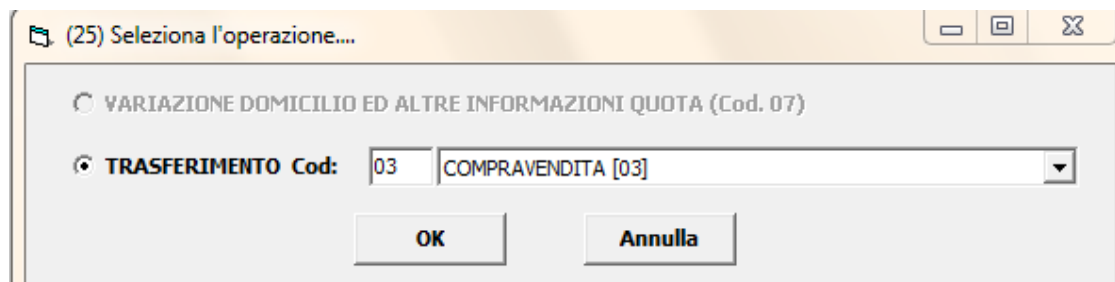 (25) Seleziona l'operazione....
VARIAZIONE DOMICILIO ED ALTRE INFORMAZIONI QUOTA (Cod. 07)
TRASFERIMENTO Cod: 03 COMPRAVENDITA [03]
OK Annulla